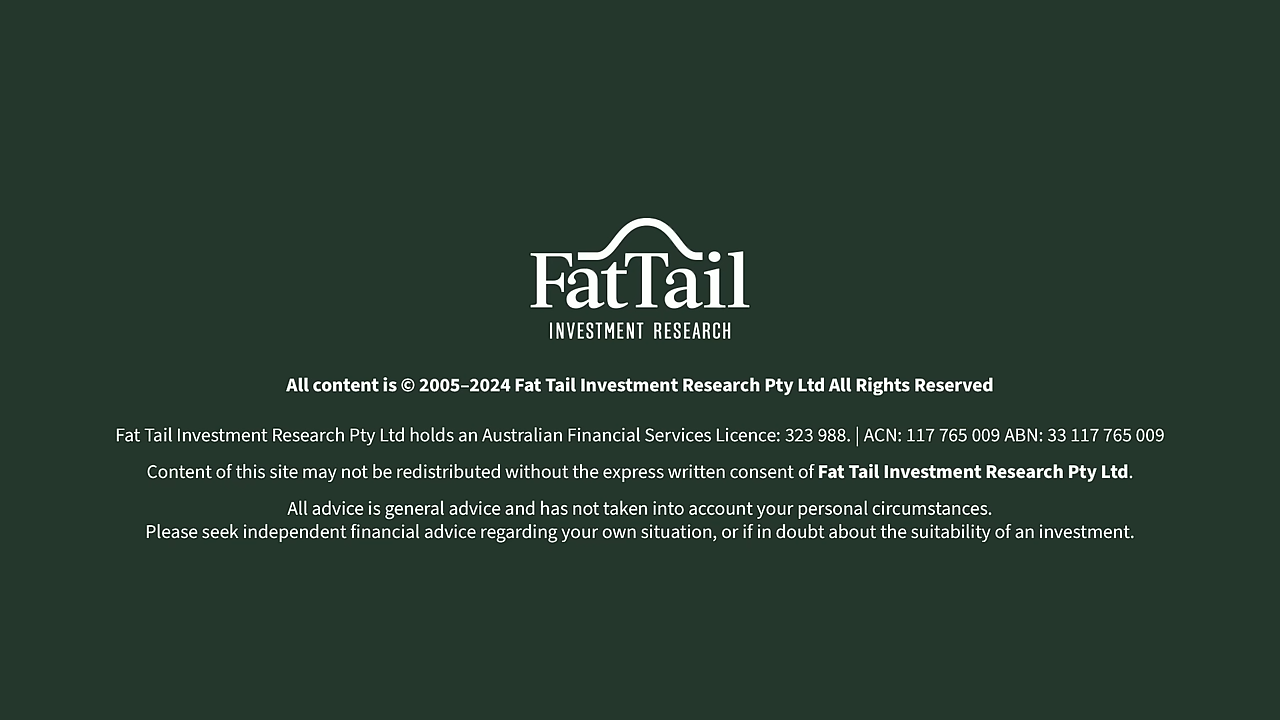 FatTail
INVESTMENT RESEARCH
All content is © 2005–2024 Fat Tail Investment Research Pty Ltd All Rights Reserved
Fat Tail Investment Research Pty Ltd holds an Australian Financial Services Licence: 323 988. | ACN: 117 765 009 ABN: 33 117 765 009
Content of this site may not be redistributed without the express written consent of Fat Tail Investment Research Pty Ltd.
All advice is general advice and has not taken into account your personal circumstances.
Please seek independent financial advice regarding your own situation, or if in doubt about the suitability of an investment.